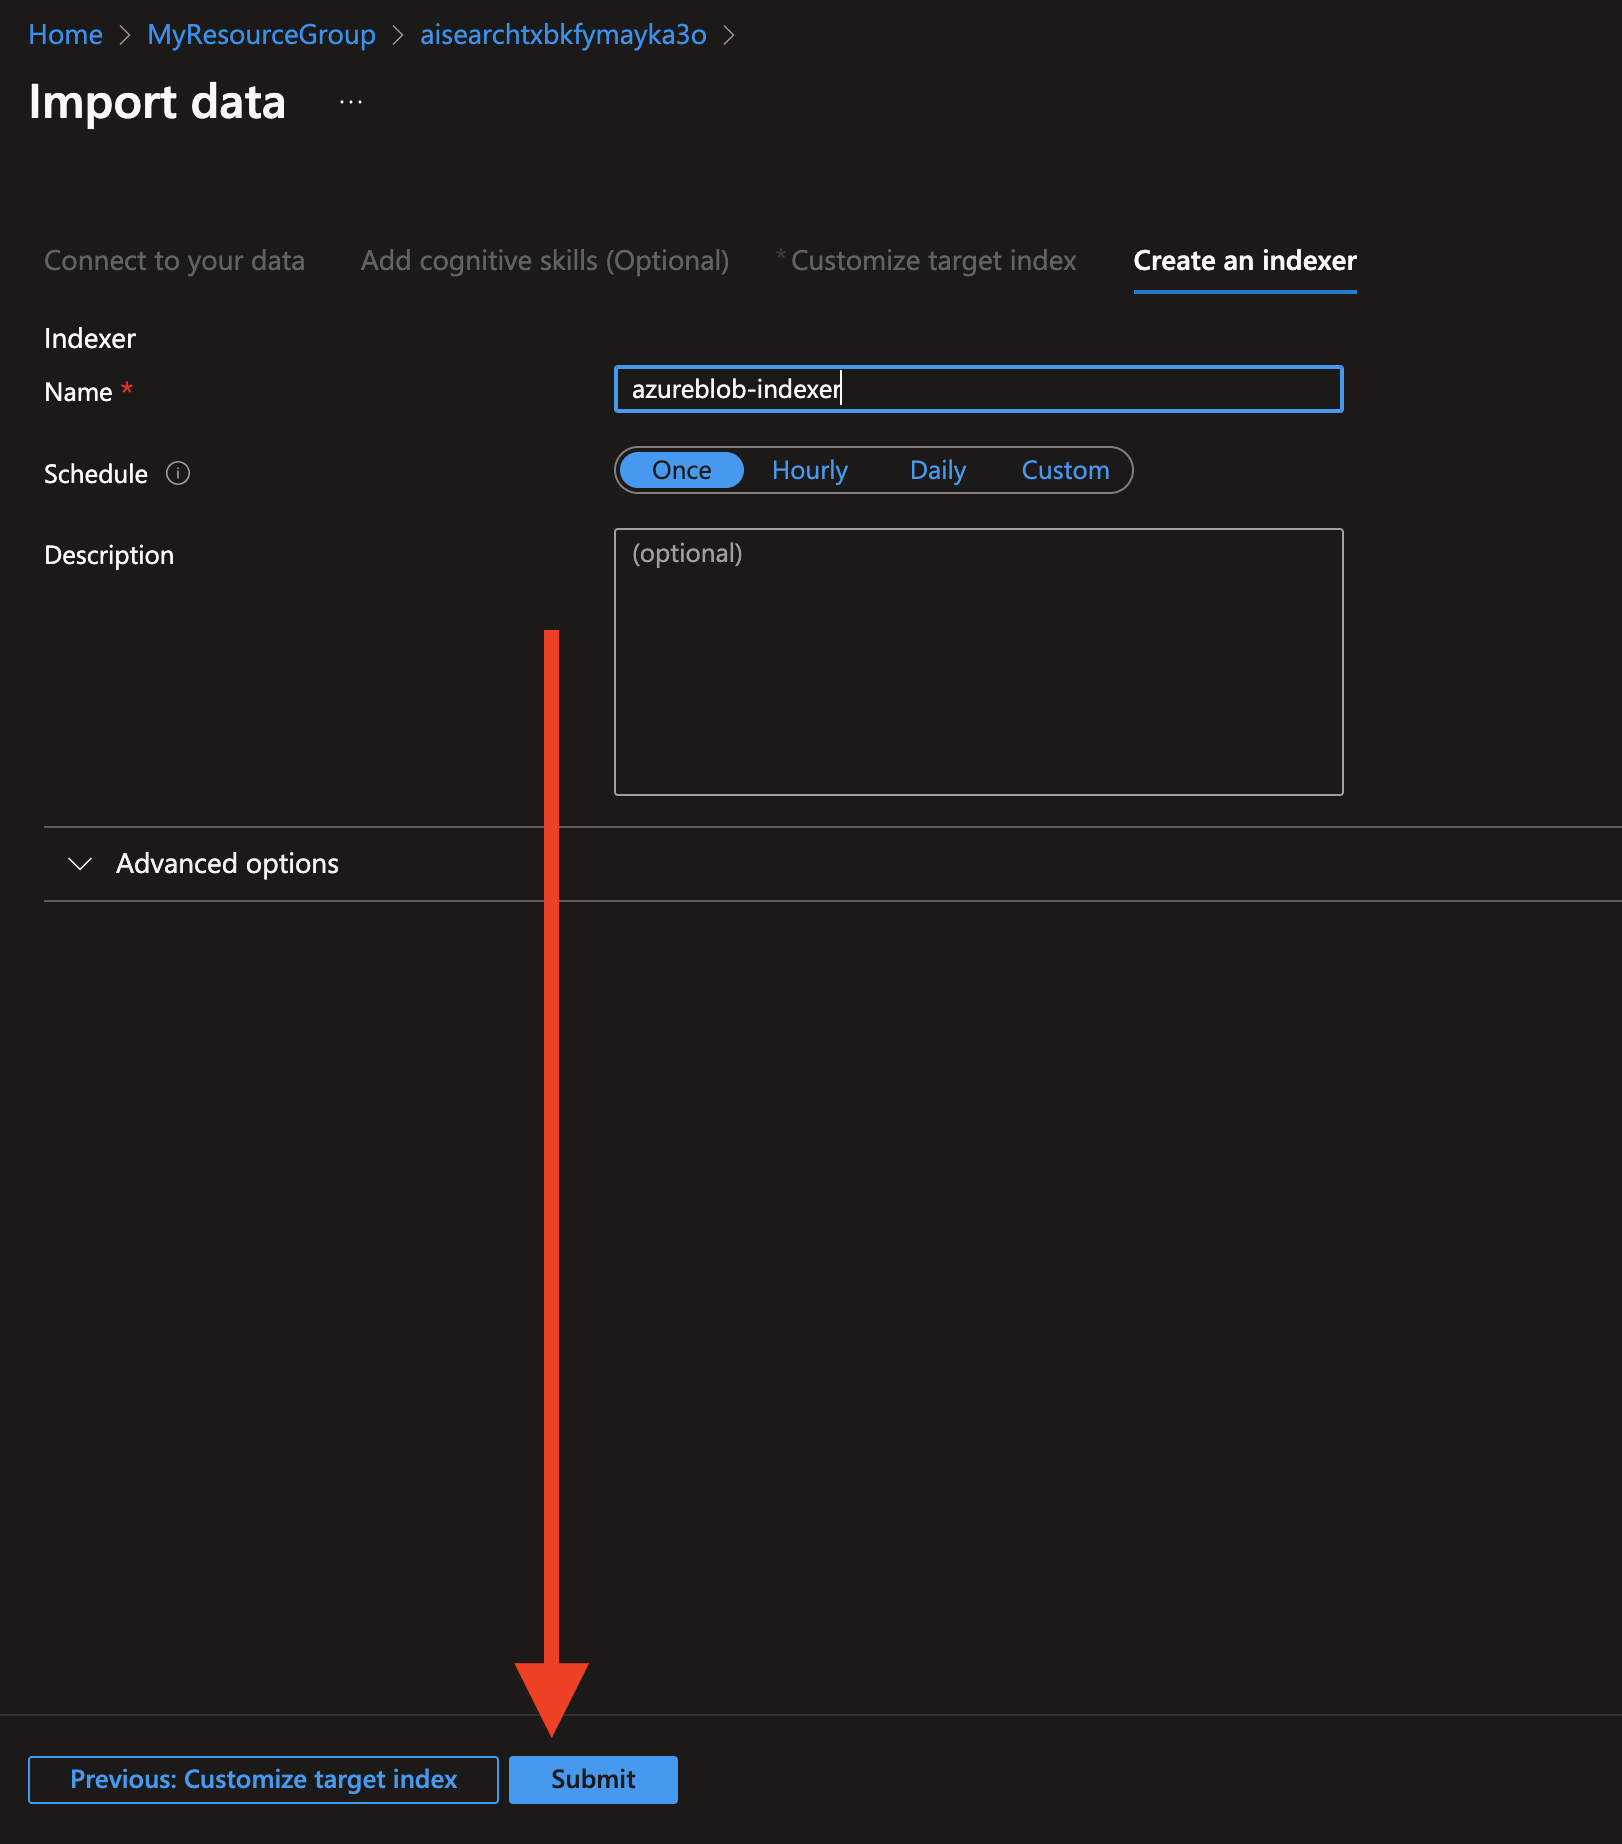 Home > MyResourceGroup > aisearchtxbkfymayka3o >
Import data ...
Connect to your data Add cognitive skills (Optional) * Customize target index Create an indexer
Indexer
Name * azureblob-indexer
Schedule Once Hourly Daily Custom
Description (optional)
Advanced options
Previous: Customize target index Submit